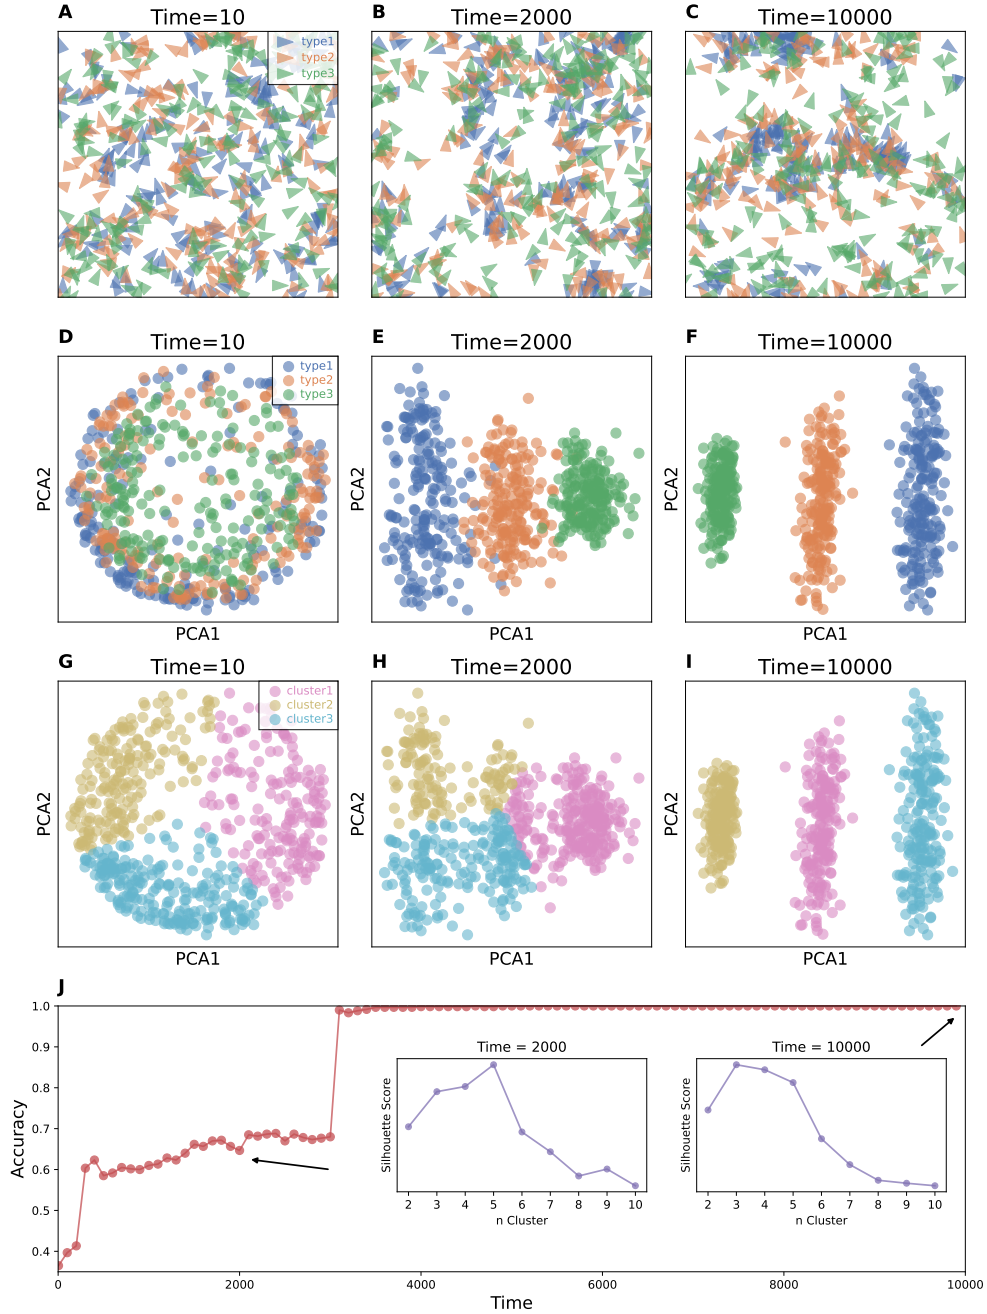 A Time=10
B Time=2000
C Time=10000
type1
type2
type3
D Time=10
E Time=2000
F Time=10000
type1
type2
type3
PCA2
PCA2
PCA2
PCA1
PCA1
PCA1
G Time=10
H Time=2000
I Time=10000
cluster1
cluster2
cluster3
PCA2
PCA2
PCA2
PCA1
PCA1
PCA1
J
Accuracy
1.0
0.9
0.8
0.7
0.6
0.5
0.4
Time = 2000
Silhouette Score
2 3 4 5 6 7 8 9 10
n Cluster
Time = 10000
Silhouette Score
2 3 4 5 6 7 8 9 10
n Cluster
0 2000 4000 6000 8000 10000
Time